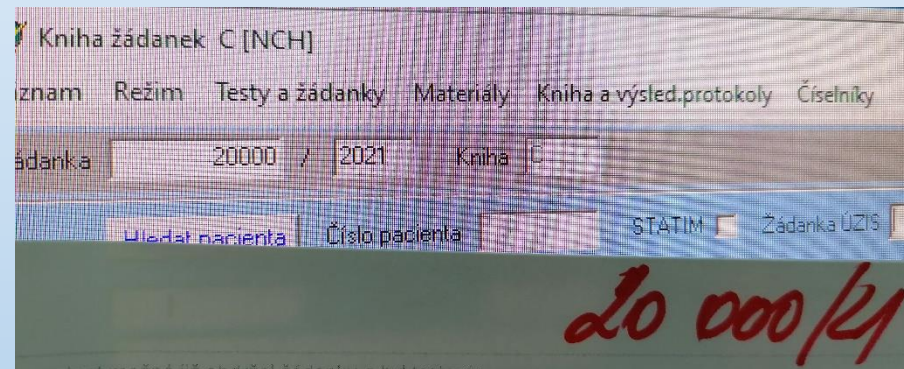 Kniha žádanek C [NCH]
Režim Testy a žádanky Materiály Kniha a výsled.protokoly Číselníky
20000 / 2021 Kniha C
Hledat pacienta Číslo pacienta STATIM Žádanka ÚZIS
20 000/21